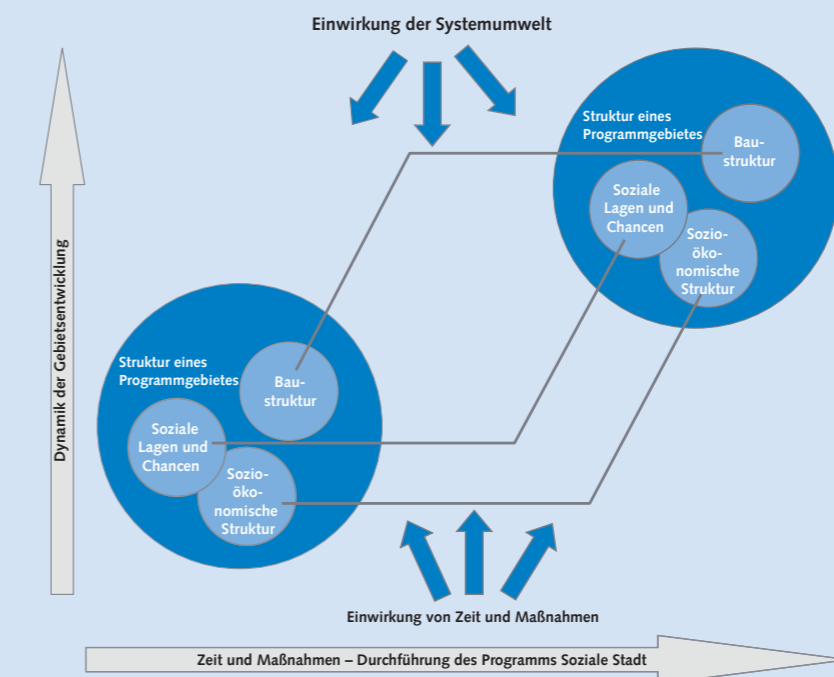 Einwirkung der Systemumwelt
Struktur eines
Programmgebietes
Bau-
struktur
Soziale
Lagen und
Chancen
Sozio-
öko-
nomische
Struktur
Dynamik der Gebietsentwicklung
Struktur eines
Programmgebietes
Bau-
struktur
Soziale
Lagen und
Chancen
Sozio-
öko-
nomische
Struktur
Einwirkung von Zeit und Maßnahmen
Zeit und Maßnahmen – Durchführung des Programms Soziale Stadt